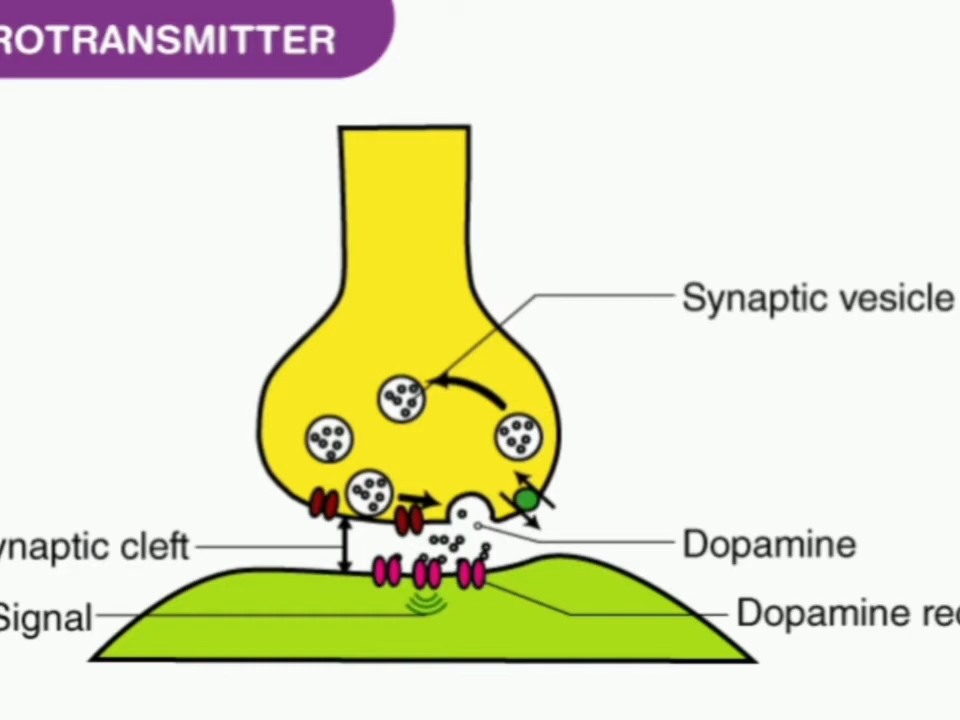 ROTRANSMITTER
Synaptic vesicle
ynaptic cleft
Dopamine
Signal
Dopamine rec